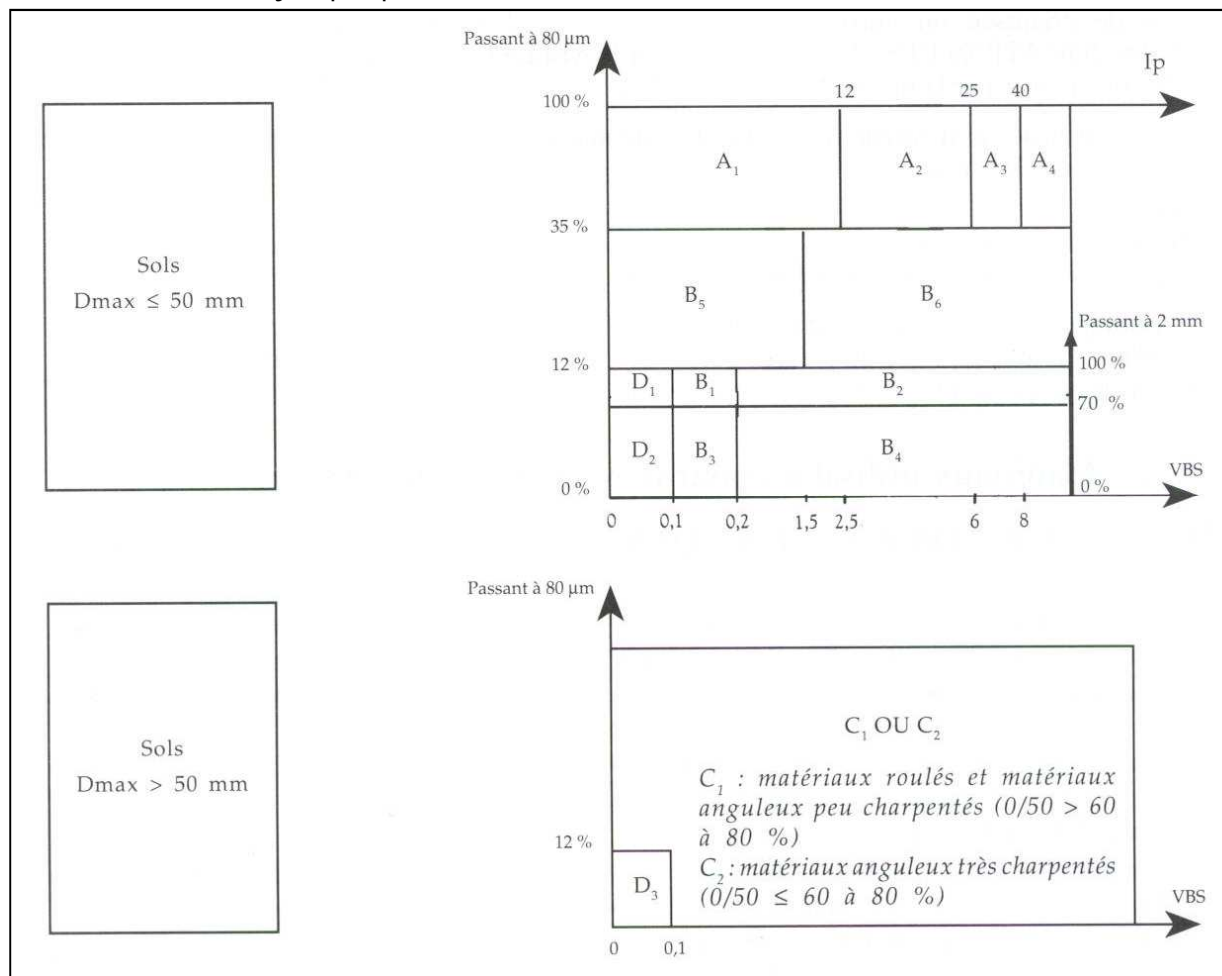 Passant à 80 µm
Ip
100 %
12
25
40
A₁
A₂
A₃
A₄
35 %
Sols
Dmax ≤ 50 mm
B₅
B₆
Passant à 2 mm
12 %
100 %
D₁
B₁
B₂
70 %
D₂
B₃
B₄
VBS
0 %
0 %
0
0,1
0,2
1,5
2,5
6
8
Passant à 80 µm
Sols
Dmax > 50 mm
C₁ OU C₂
C₁ : matériaux roulés et matériaux
anguleux peu charpentés (0/50 > 60
à 80 %)
C₂ : matériaux anguleux très charpentés
(0/50 ≤ 60 à 80 %)
12 %
D₃
VBS
0
0,1